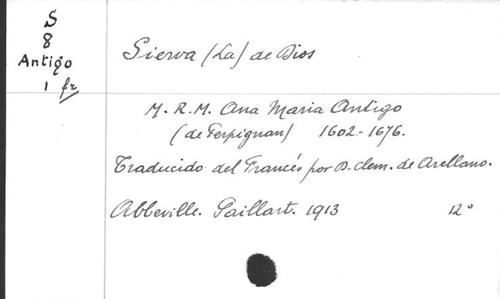 S
8
Antigo
1 fr
Sierva (La) de Dios
M. R. M. Ana Maria Antigo
(de Perpignan) 1602-1676.
Traducido del Francés por D. Clem. de Arellano.
Abbeville. Paillart. 1913 12°